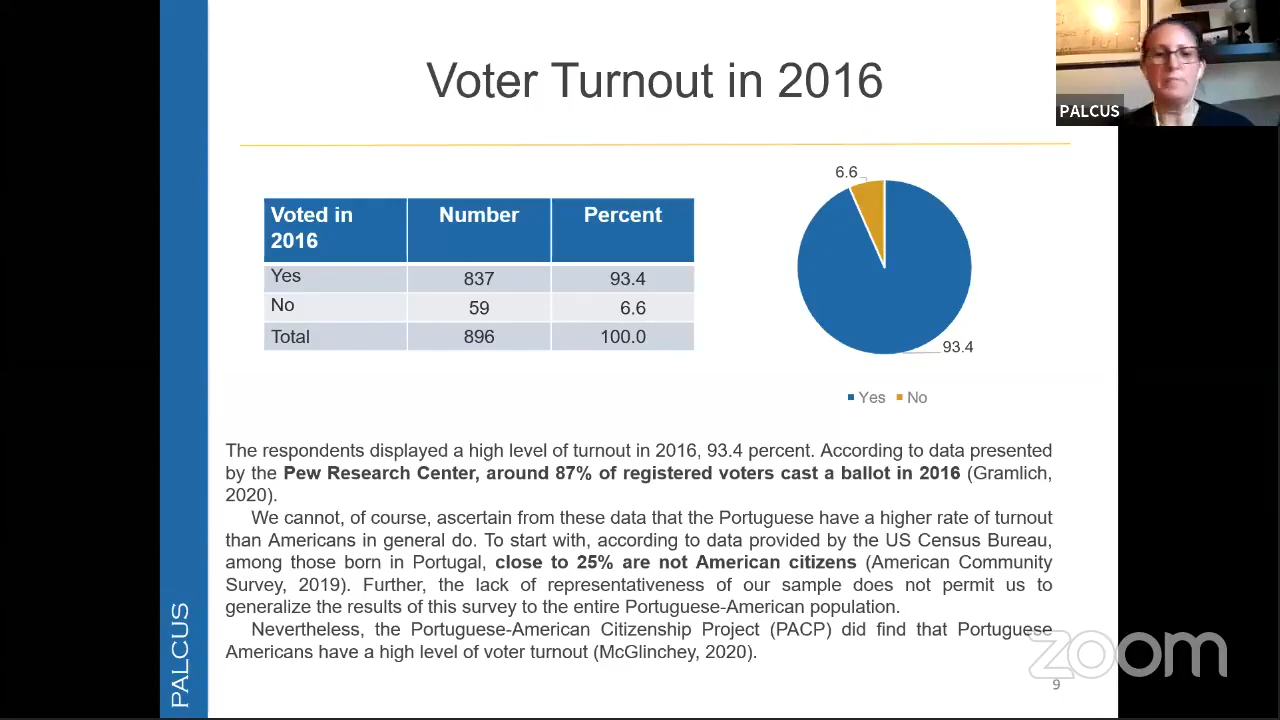 Voter Turnout in 2016
PALCUS
Voted in
2016
Number
Percent
Yes
837
93.4
No
59
6.6
Total
896
100.0
6.6
93.4
Yes
No
The respondents displayed a high level of turnout in 2016, 93.4 percent. According to data presented
by the Pew Research Center, around 87% of registered voters cast a ballot in 2016 (Gramlich,
2020).
We cannot, of course, ascertain from these data that the Portuguese have a higher rate of turnout
than Americans in general do. To start with, according to data provided by the US Census Bureau,
among those born in Portugal, close to 25% are not American citizens (American Community
Survey, 2019). Further, the lack of representativeness of our sample does not permit us to
generalize the results of this survey to the entire Portuguese-American population.
Nevertheless, the Portuguese-American Citizenship Project (PACP) did find that Portuguese
Americans have a high level of voter turnout (McGlinchey, 2020).
PALCUS
zoom
9